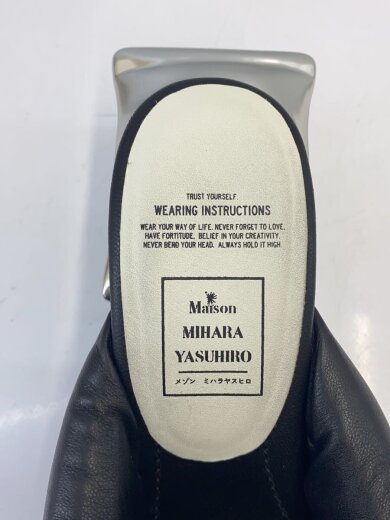 TRUST YOURSELF.
WEARING INSTRUCTIONS
WEAR YOUR WAY OF LIFE. NEVER FORGET TO LOVE.
HAVE FORTITUDE. BELIEF IN YOUR CREATIVITY.
NEVER BEND YOUR HEAD. ALWAYS HOLD IT HIGH
Maison
MIHARA
YASUHIRO
メゾン ミハラヤスヒロ